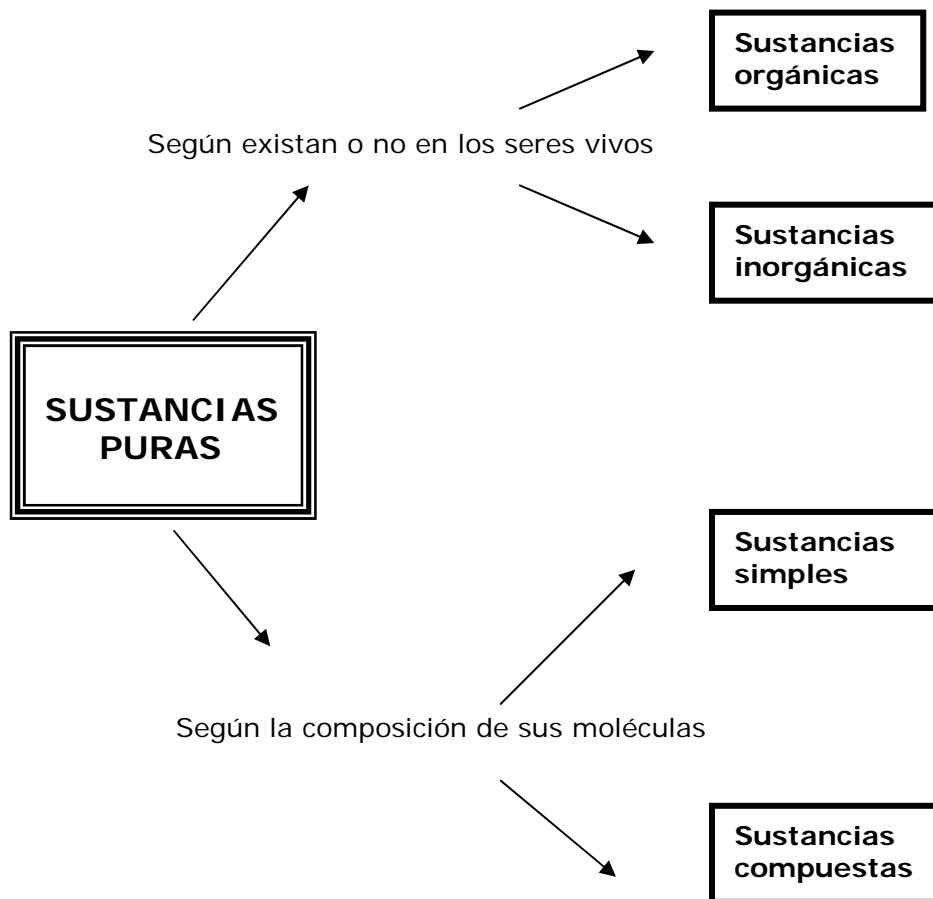 Sustancias
orgánicas
Según existan o no en los seres vivos
Sustancias
inorgánicas
SUSTANCIAS
PURAS
Sustancias
simples
Según la composición de sus moléculas
Sustancias
compuestas